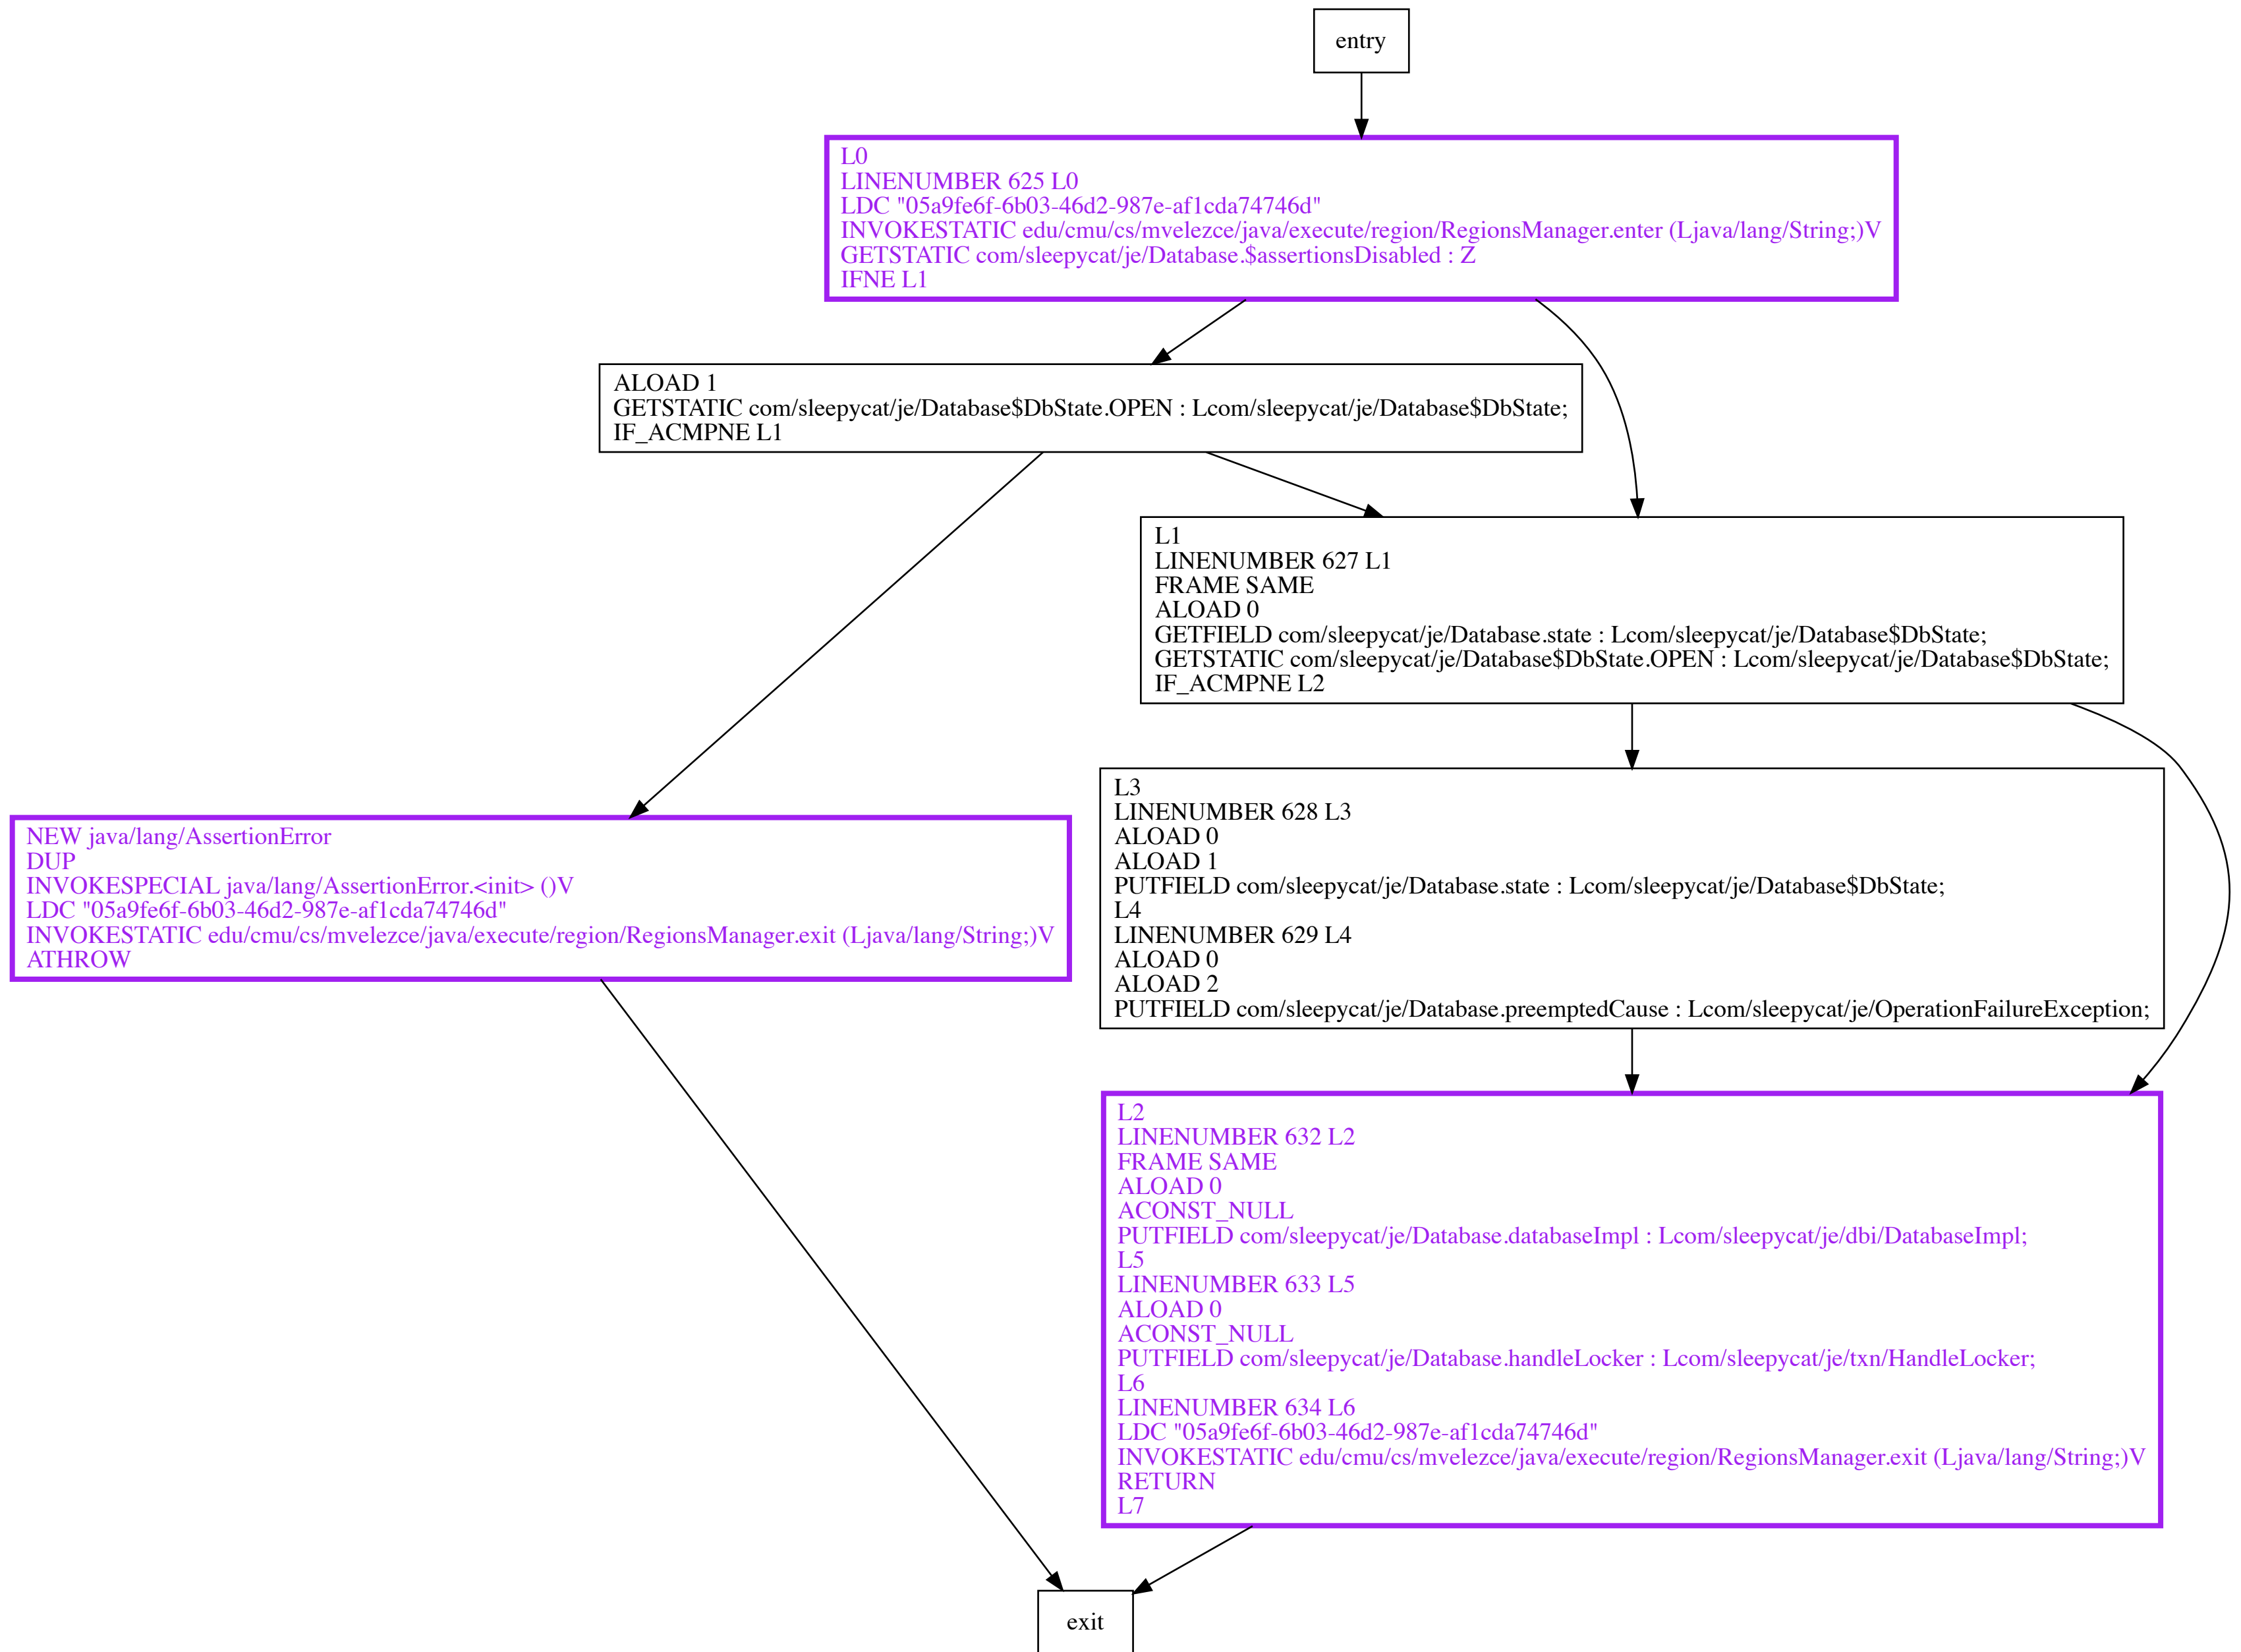 entry
L0
LINENUMBER 625 L0
LDC "05a9fe6f-6b03-46d2-987e-af1cda74746d"
INVOKESTATIC edu/cmu/cs/mvelezce/java/execute/region/RegionsManager.enter (Ljava/lang/String;)V
GETSTATIC com/sleepycat/je/Database.$assertionsDisabled : Z
IFNE L1
ALOAD 1
GETSTATIC com/sleepycat/je/Database$DbState.OPEN : Lcom/sleepycat/je/Database$DbState;
IF_ACMPNE L1
L1
LINENUMBER 627 L1
FRAME SAME
ALOAD 0
GETFIELD com/sleepycat/je/Database.state : Lcom/sleepycat/je/Database$DbState;
GETSTATIC com/sleepycat/je/Database$DbState.OPEN : Lcom/sleepycat/je/Database$DbState;
IF_ACMPNE L2
NEW java/lang/AssertionError
DUP
INVOKESPECIAL java/lang/AssertionError.<init> ()V
LDC "05a9fe6f-6b03-46d2-987e-af1cda74746d"
INVOKESTATIC edu/cmu/cs/mvelezce/java/execute/region/RegionsManager.exit (Ljava/lang/String;)V
ATHROW
L3
LINENUMBER 628 L3
ALOAD 0
ALOAD 1
PUTFIELD com/sleepycat/je/Database.state : Lcom/sleepycat/je/Database$DbState;
L4
LINENUMBER 629 L4
ALOAD 0
ALOAD 2
PUTFIELD com/sleepycat/je/Database.preemptedCause : Lcom/sleepycat/je/OperationFailureException;
L2
LINENUMBER 632 L2
FRAME SAME
ALOAD 0
ACONST_NULL
PUTFIELD com/sleepycat/je/Database.databaseImpl : Lcom/sleepycat/je/dbi/DatabaseImpl;
L5
LINENUMBER 633 L5
ALOAD 0
ACONST_NULL
PUTFIELD com/sleepycat/je/Database.handleLocker : Lcom/sleepycat/je/txn/HandleLocker;
L6
LINENUMBER 634 L6
LDC "05a9fe6f-6b03-46d2-987e-af1cda74746d"
INVOKESTATIC edu/cmu/cs/mvelezce/java/execute/region/RegionsManager.exit (Ljava/lang/String;)V
RETURN
L7
exit